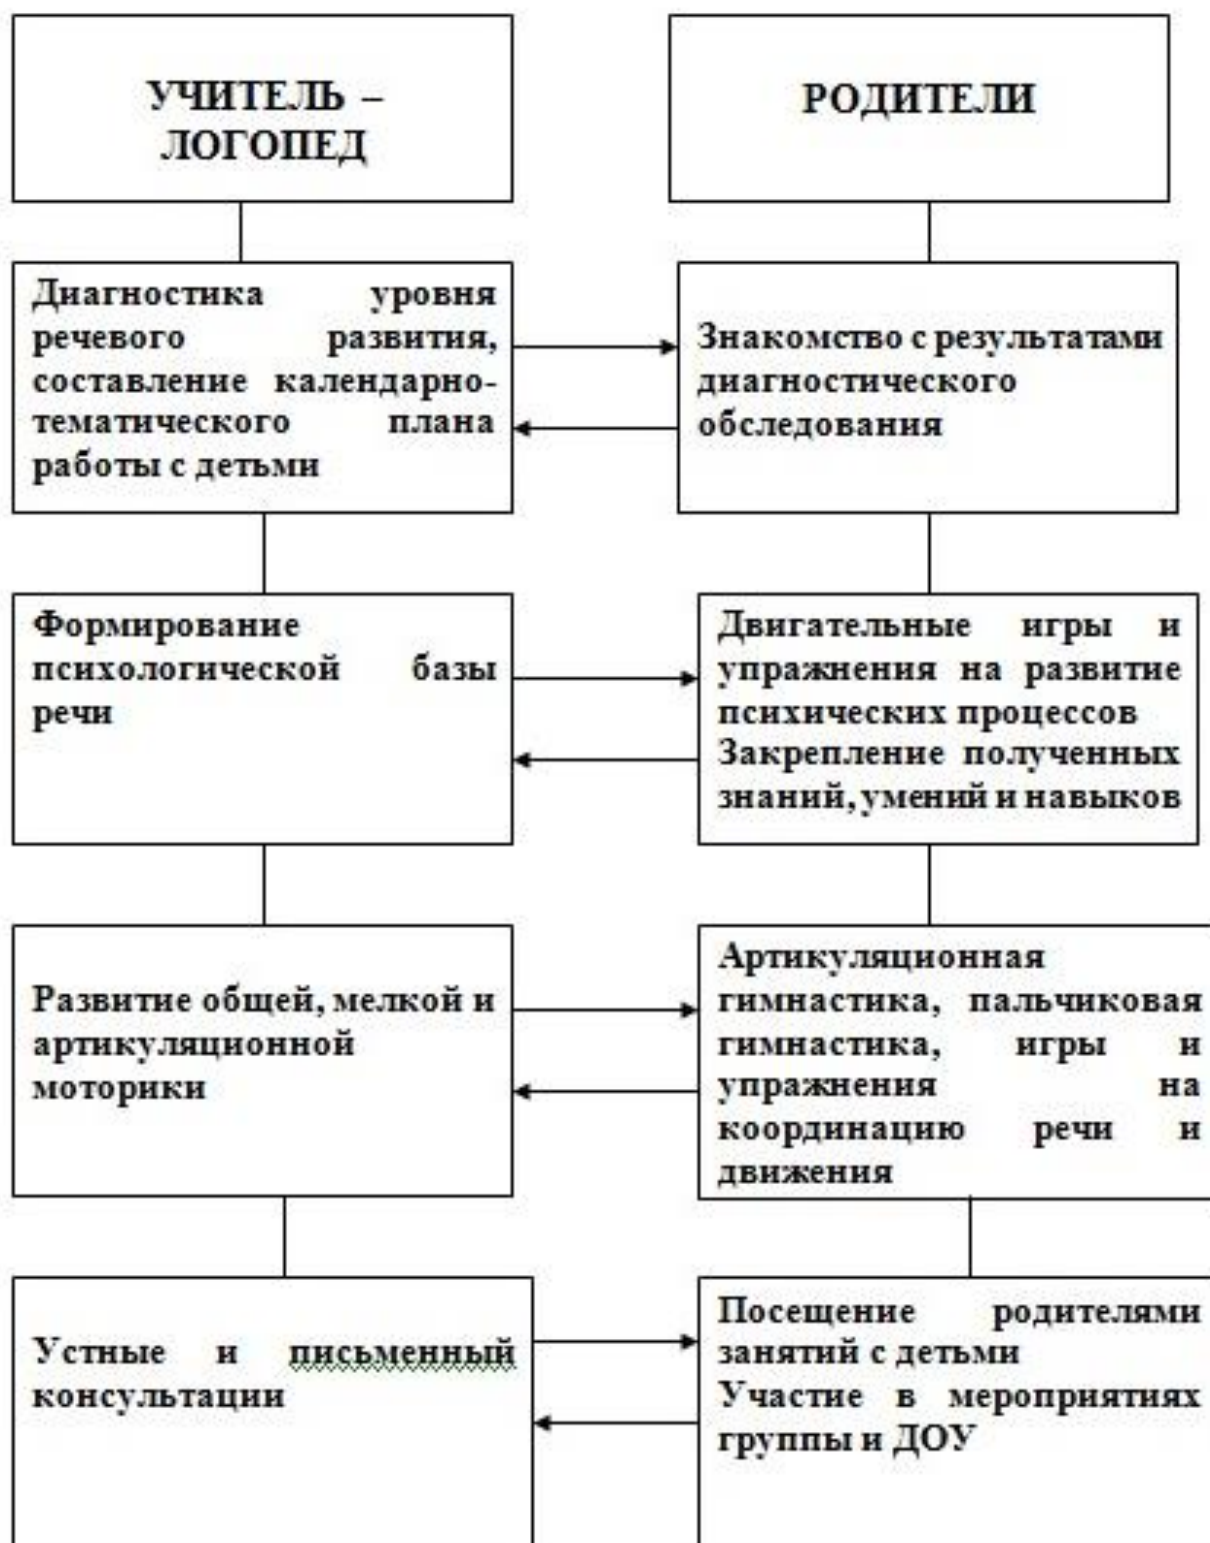 УЧИТЕЛЬ –
ЛОГОПЕД
РОДИТЕЛИ
Диагностика уровня
речевого развития,
составление календарно-
тематического плана
работы с детьми
Знакомство с результатами
диагностического
обследования
Формирование
психологической базы
речи
Двигательные игры и
упражнения на развитие
психических процессов
Закрепление полученных
знаний, умений и навыков
Развитие общей, мелкой и
артикуляционной
моторики
Артикуляционная
гимнастика, пальчиковая
гимнастика, игры и
упражнения на
координацию речи и
движения
Устные и письменный
консультации
Посещение родителями
занятий с детьми
Участие в мероприятиях
группы и ДОУ